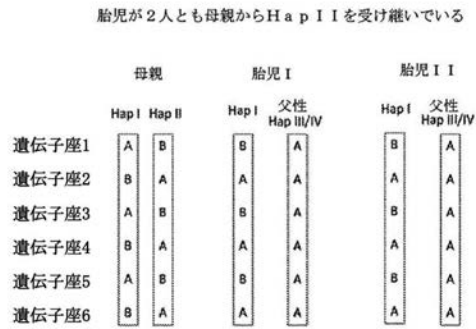 胎児が２人とも母親からＨａｐ ＩＩを受け継いでいる
母親 胎児Ｉ 胎児ＩＩ
Hap I Hap II Hap I 父性 Hap III/IV Hap I 父性 Hap III/IV
遺伝子座1 A B B A B A
遺伝子座2 B A A A A A
遺伝子座3 A B B A B A
遺伝子座4 B A A A A A
遺伝子座5 A B B A B A
遺伝子座6 B A A A A A